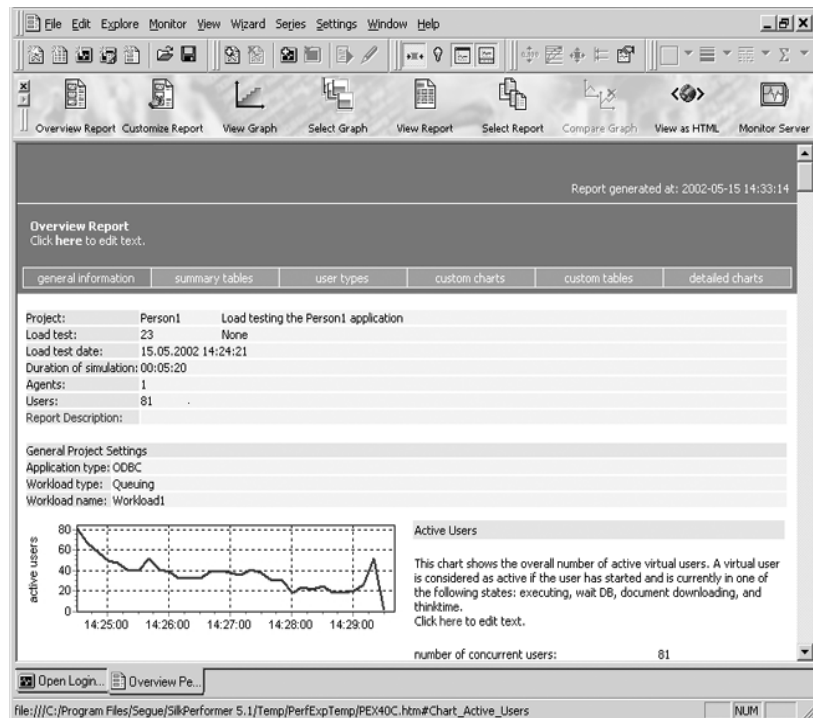 File Edit Explore Monitor View Wizard Series Settings Window Help
Overview Report Customize Report View Graph Select Graph View Report Select Report Compare Graph View as HTML Monitor Server
Report generated at: 2002-05-15 14:33:14
Overview Report
Click here to edit text.
general information summary tables user types custom charts custom tables detailed charts
Project: Person1 Load testing the Person1 application
Load test: 23 None
Load test date: 15.05.2002 14:24:21
Duration of simulation: 00:05:20
Agents: 1
Users: 81
Report Description:
General Project Settings
Application type: ODBC
Workload type: Queuing
Workload name: Workload1
active users
80
60
40
20
0
14:25:00 14:26:00 14:27:00 14:28:00 14:29:00
Active Users
This chart shows the overall number of active virtual users. A virtual user
is considered as active if the user has started and is currently in one of
the following states: executing, wait DB, document downloading, and
thinktime.
Click here to edit text.
number of concurrent users: 81
Open Login... Overview Pe...
file:///C:/Program Files/Segue/SilkPerformer 5.1/Temp/PerfExpTemp/PEX40C.htm#Chart_Active_Users NUM